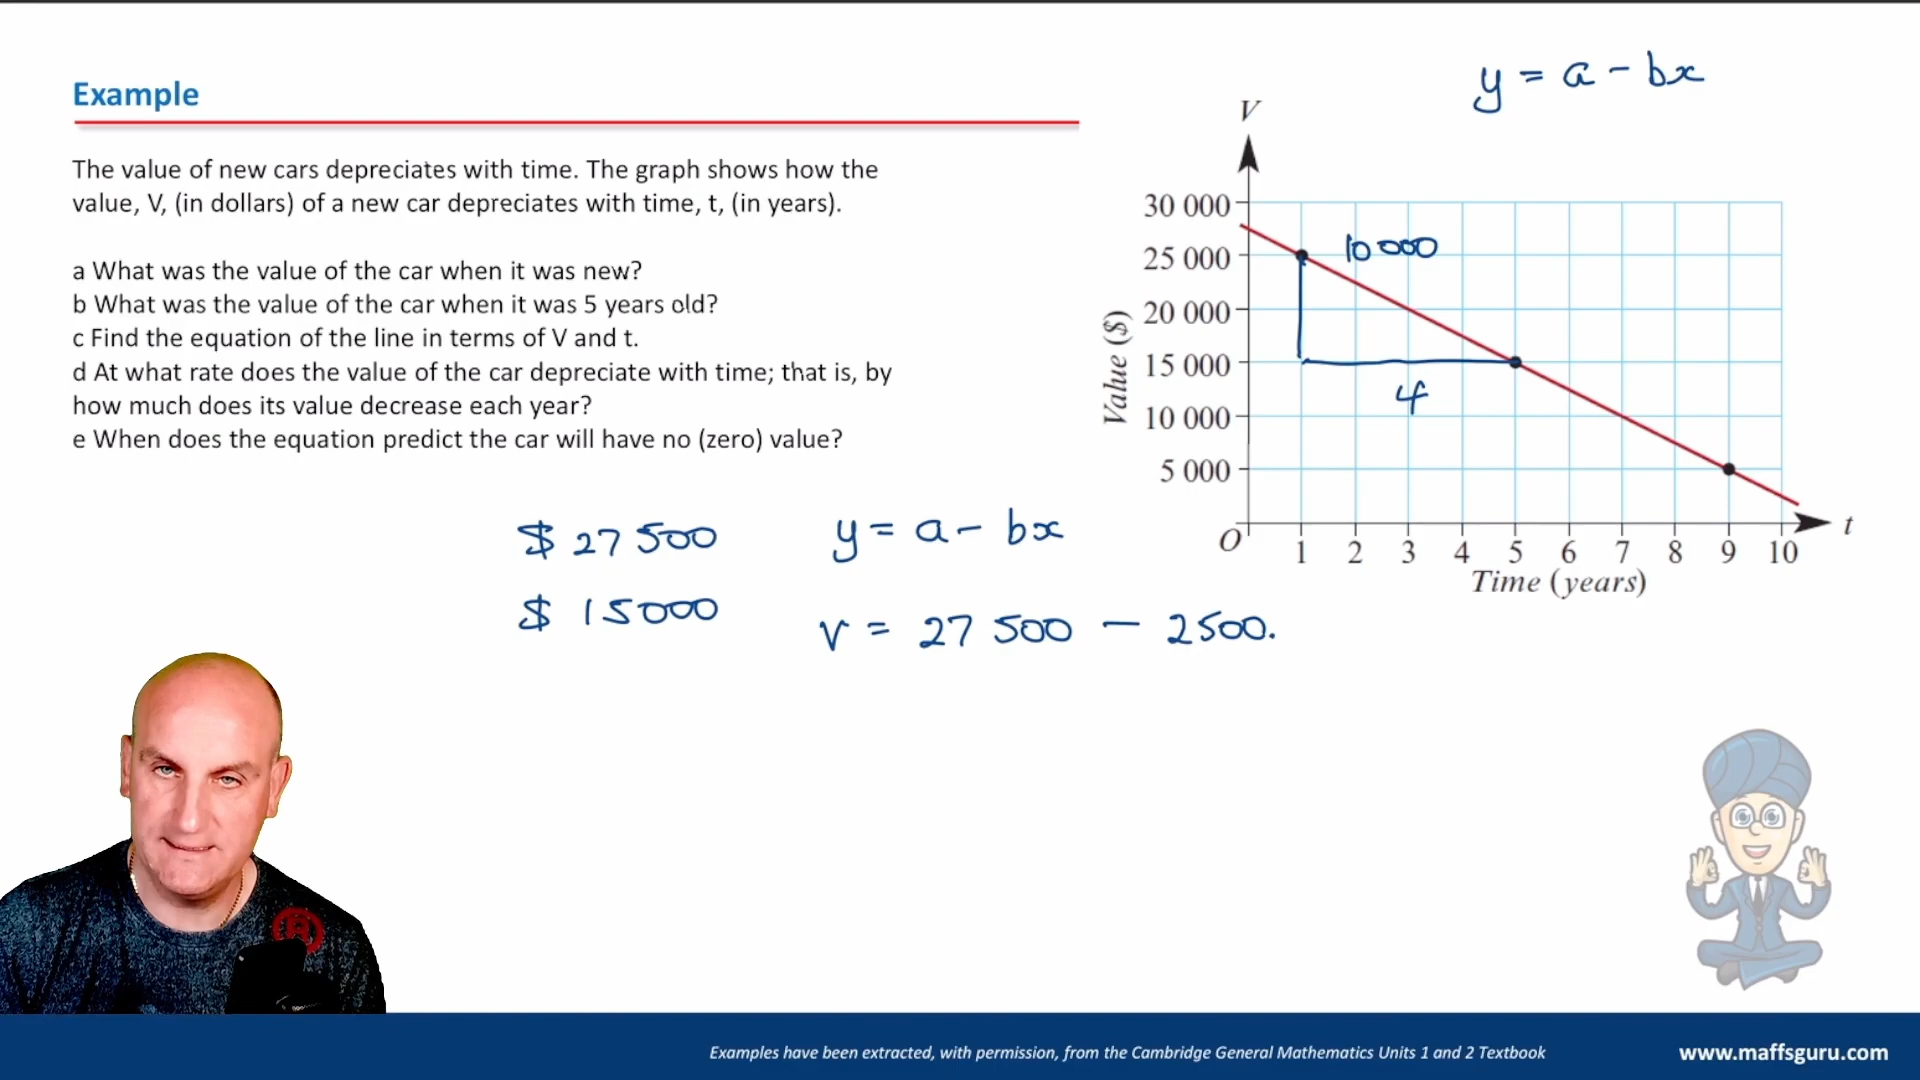 Example
The value of new cars depreciates with time. The graph shows how the
value, V, (in dollars) of a new car depreciates with time, t, (in years).
a What was the value of the car when it was new?
b What was the value of the car when it was 5 years old?
c Find the equation of the line in terms of V and t.
d At what rate does the value of the car depreciate with time; that is, by
how much does its value decrease each year?
e When does the equation predict the car will have no (zero) value?
y = a - bx
V
30 000
25 000
20 000
15 000
10 000
5 000
Value ($)
10 000
4
O
1 2 3 4 5 6 7 8 9 10
t
Time (years)
$ 27 500
$ 15000
y = a - bx
V = 27 500 - 2500.
R
Examples have been extracted, with permission, from the Cambridge General Mathematics Units 1 and 2 Textbook
www.maffsguru.com